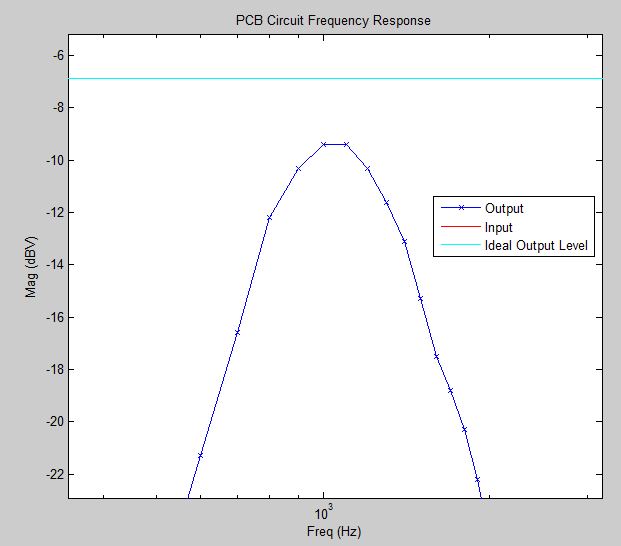 PCB Circuit Frequency Response
-6
-8
-10
-12
-14
-16
-18
-20
-22
Mag (dBV)
Output
Input
Ideal Output Level
10³
Freq (Hz)